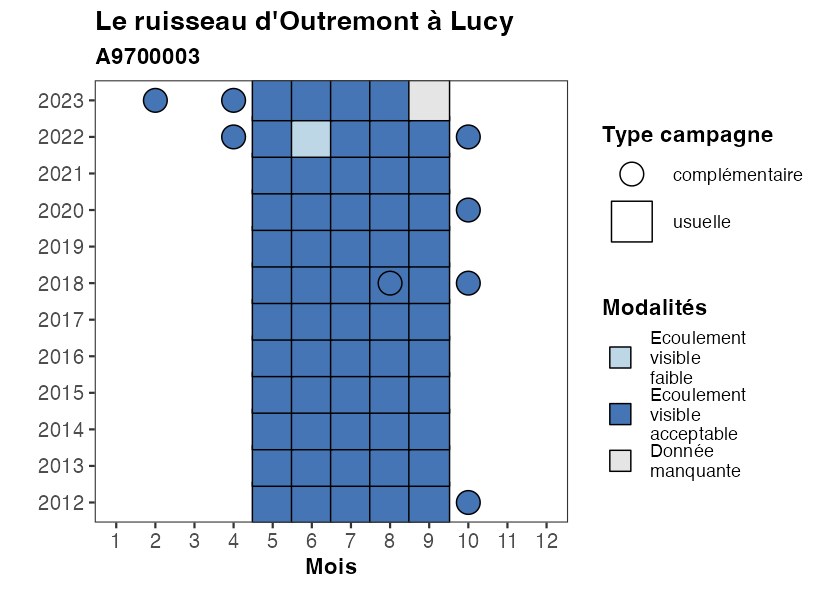 Le ruisseau d'Outremont à Lucy
A9700003
2023
2022
2021
2020
2019
2018
2017
2016
2015
2014
2013
2012
1 2 3 4 5 6 7 8 9 10 11 12
Mois
Type campagne
complémentaire
usuelle
Modalités
Ecoulement
visible
faible
Ecoulement
visible
acceptable
Donnée
manquante